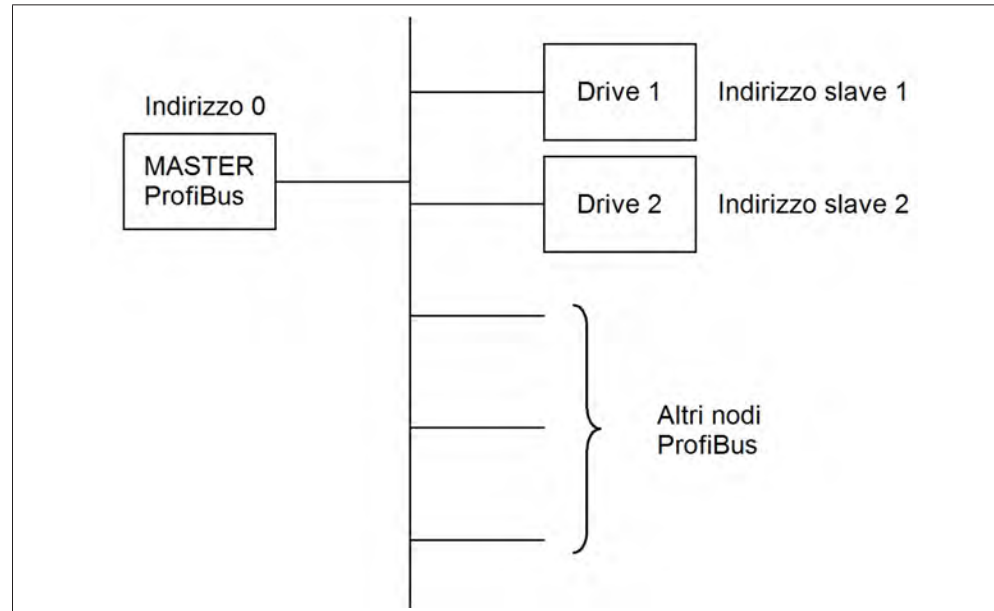 Indirizzo 0
MASTER
ProfiBus
Drive 1
Indirizzo slave 1
Drive 2
Indirizzo slave 2
Altri nodi
ProfiBus